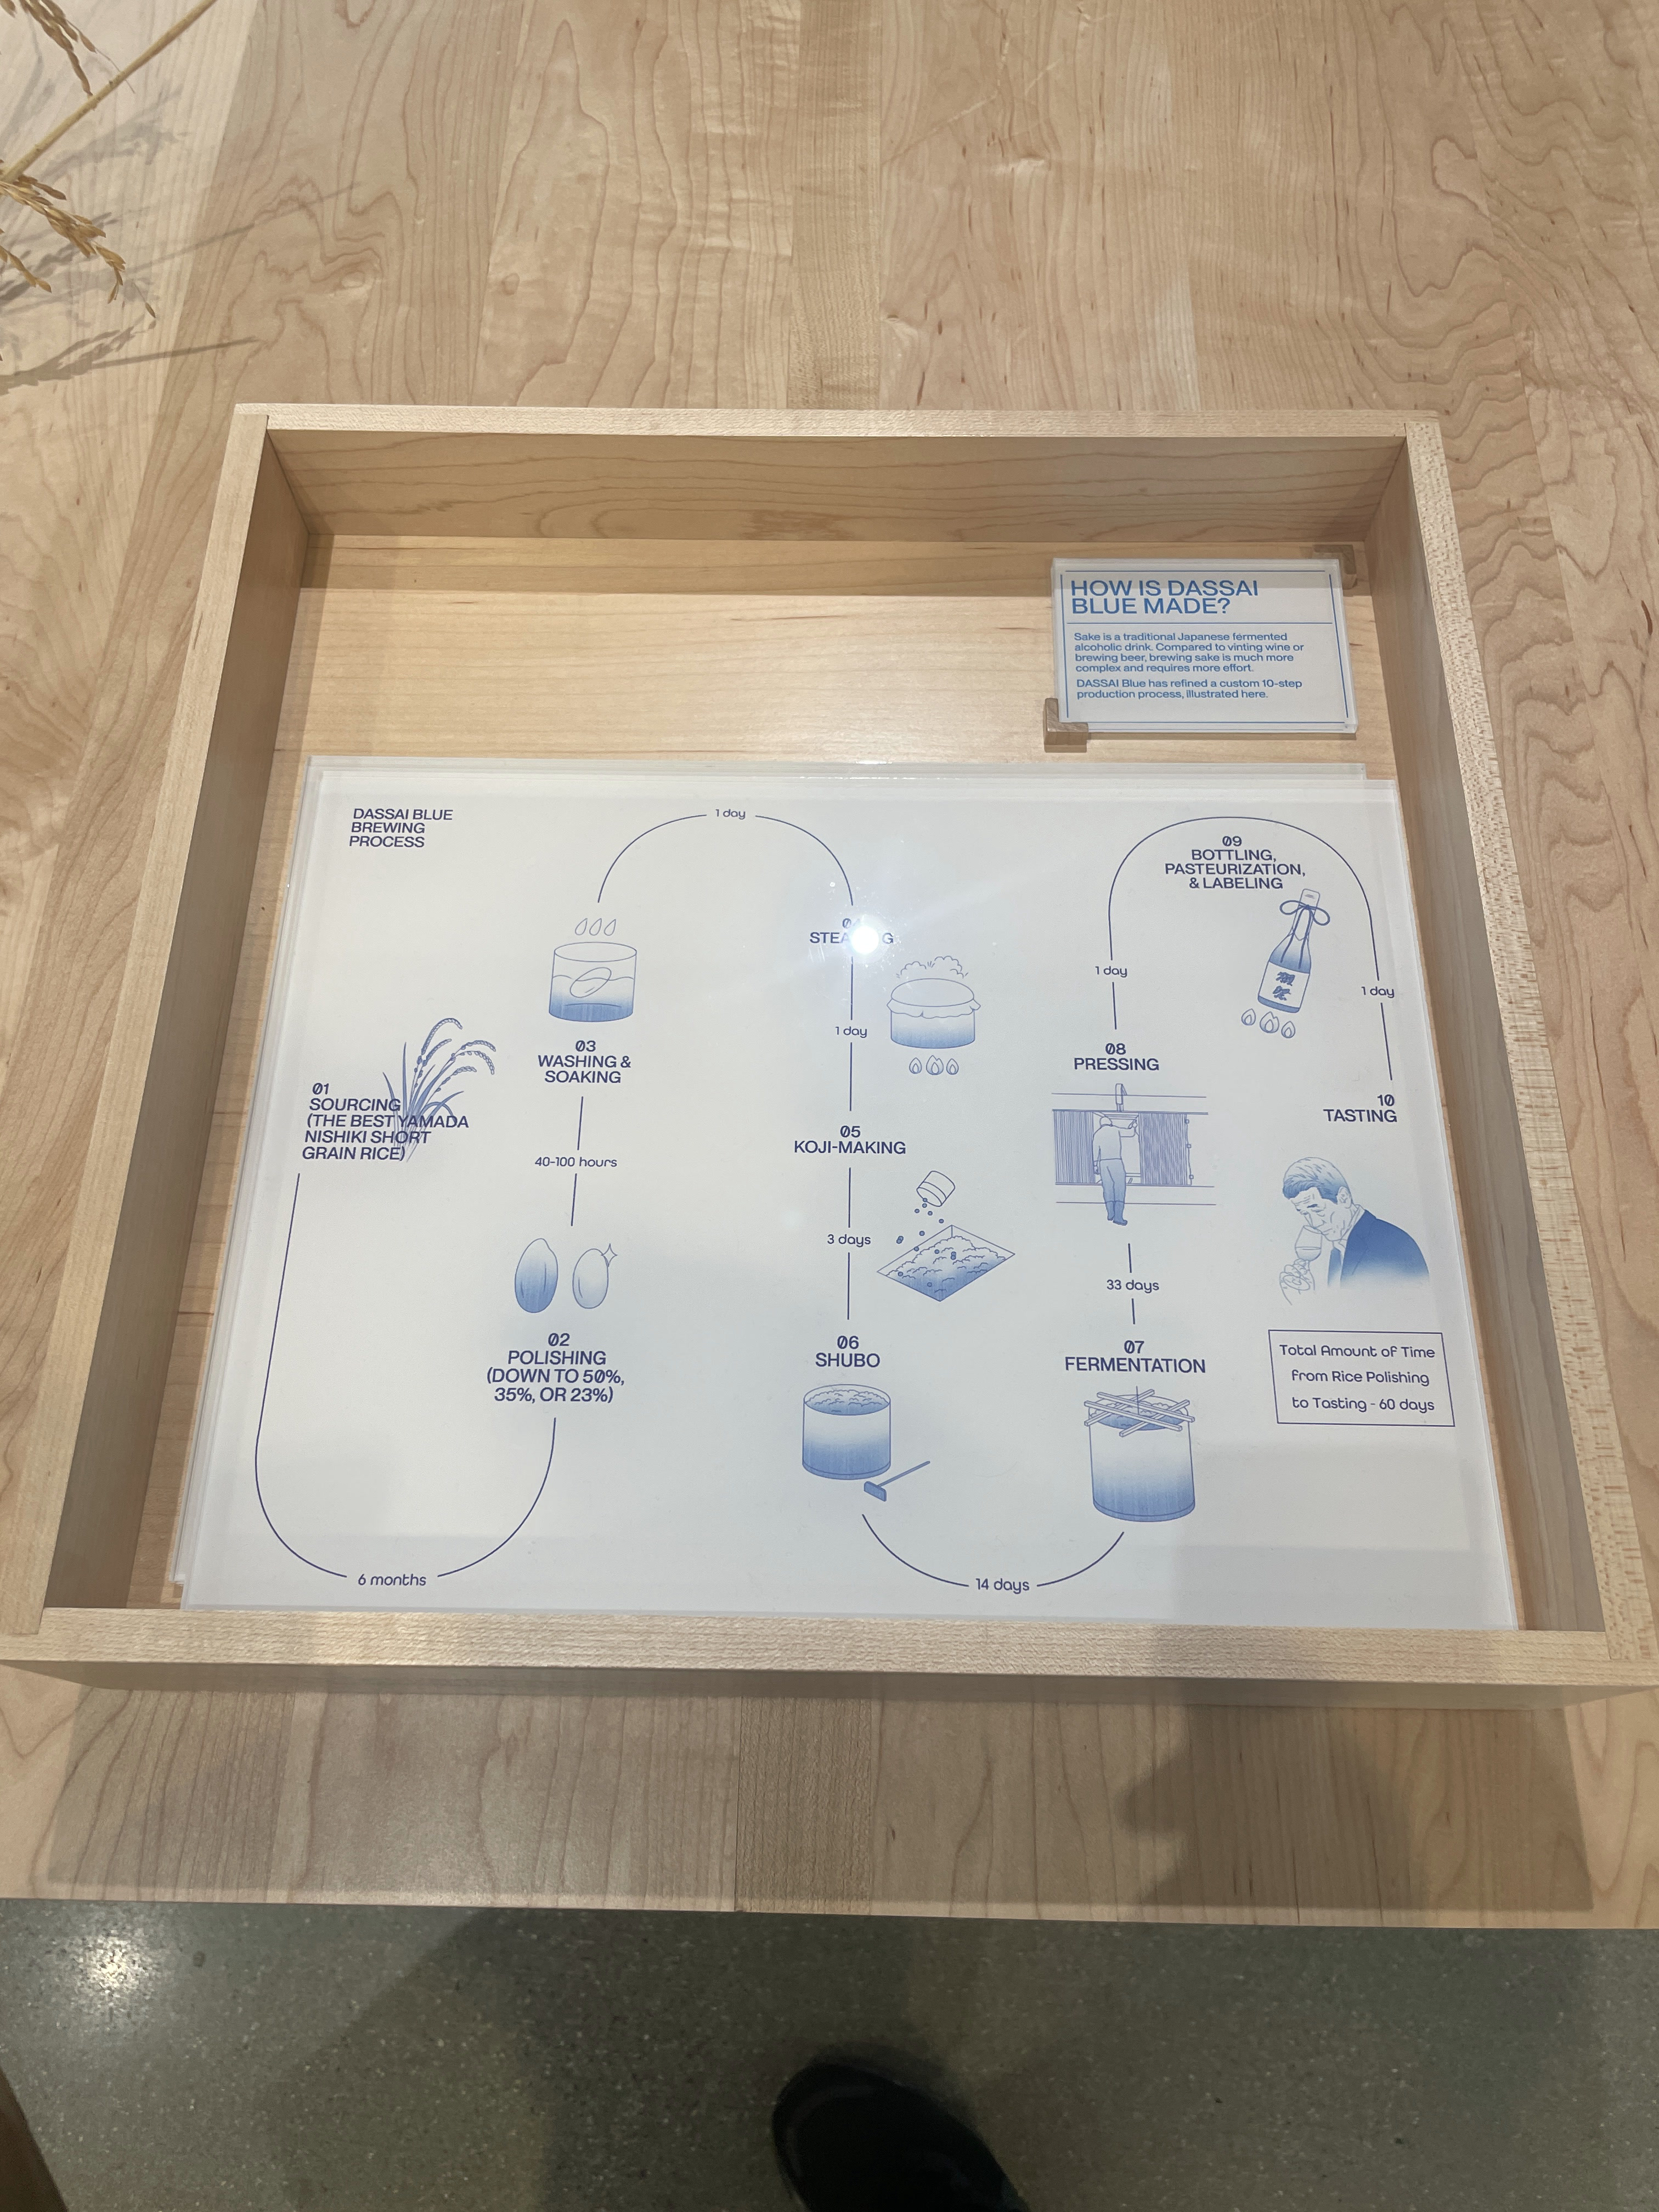 HOW IS DASSAI
BLUE MADE?
Sake is a traditional Japanese fermented
alcoholic drink. Compared to vinting wine or
brewing beer, brewing sake is much more
complex and requires more effort.
DASSAI Blue has refined a custom 10-step
production process, illustrated here.
DASSAI BLUE
BREWING
PROCESS
01
SOURCING
(THE BEST YAMADA
NISHIKI SHORT
GRAIN RICE)
6 months
02
POLISHING
(DOWN TO 50%,
35%, OR 23%)
40-100 hours
03
WASHING &
SOAKING
1 day
1 day
05
KOJI-MAKING
3 days
06
SHUBO
14 days
07
FERMENTATION
33 days
08
PRESSING
1 day
09
BOTTLING,
PASTEURIZATION,
& LABELING
獺
祭
1 day
10
TASTING
Total Amount of Time
from Rice Polishing
to Tasting - 60 days